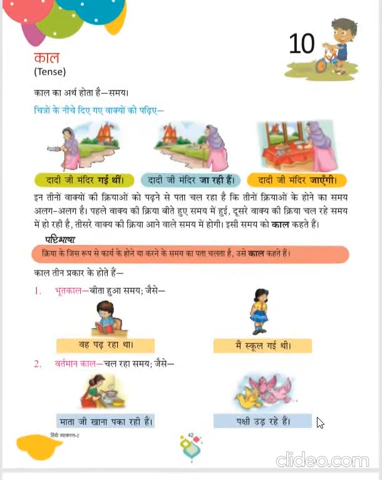 10
काल
(Tense)
काल का अर्थ होता है—समय।
चित्रों के नीचे दिए गए वाक्यों को पढ़िए—
दादी जी मंदिर गई थीं।
दादी जी मंदिर जा रही हैं।
दादी जी मंदिर जाएँगी।
इन तीनों वाक्यों की क्रियाओं को पढ़ने से पता चल रहा है कि तीनों क्रियाओं के होने का समय
अलग-अलग है। पहले वाक्य की क्रिया बीते हुए समय में हुई, दूसरे वाक्य की क्रिया चल रहे समय
में हो रही है, तीसरे वाक्य की क्रिया आने वाले समय में होगी। इसी समय को काल कहते हैं।
परिभाषा
क्रिया के जिस रूप से कार्य के होने या करने के समय का पता चलता है, उसे काल कहते हैं।
काल तीन प्रकार के होते हैं—
1. भूतकाल—बीता हुआ समय; जैसे—
वह पढ़ रहा था।
मैं स्कूल गई थी।
2. वर्तमान काल—चल रहा समय; जैसे—
माता जी खाना पका रही हैं।
पक्षी उड़ रहे हैं।
42
clideo.com